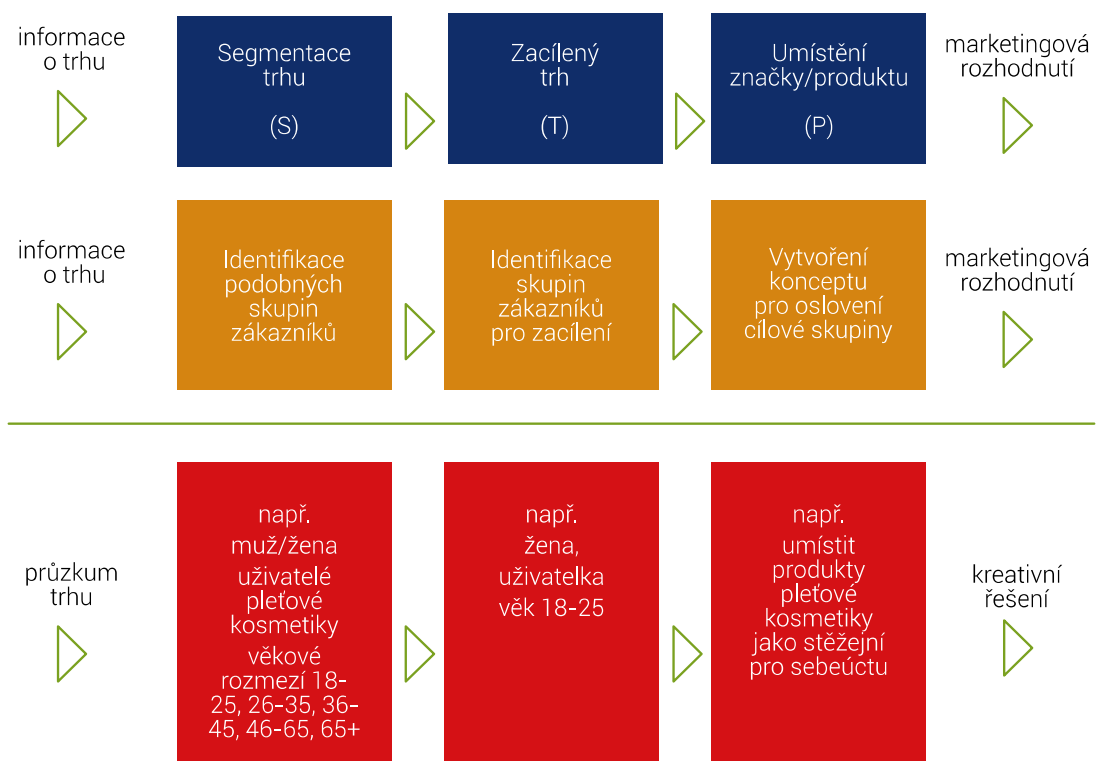 informace
o trhu
Segmentace
trhu
(S)
Zacílený
trh
(T)
Umístění
značky/produktu
(P)
marketingová
rozhodnutí
informace
o trhu
Identifikace
podobných
skupin
zákazníků
Identifikace
skupin
zákazníků
pro zacílení
Vytvoření
konceptu
pro oslovení
cílové skupiny
marketingová
rozhodnutí
průzkum
trhu
např.
muž/žena
uživatelé
pleťové
kosmetiky
věkové
rozmezí 18-
25, 26-35, 36-
45, 46-65, 65+
např.
žena,
uživatelka
věk 18-25
např.
umístit
produkty
pleťové
kosmetiky
jako stěžejní
pro sebeúctu
kreativní
řešení